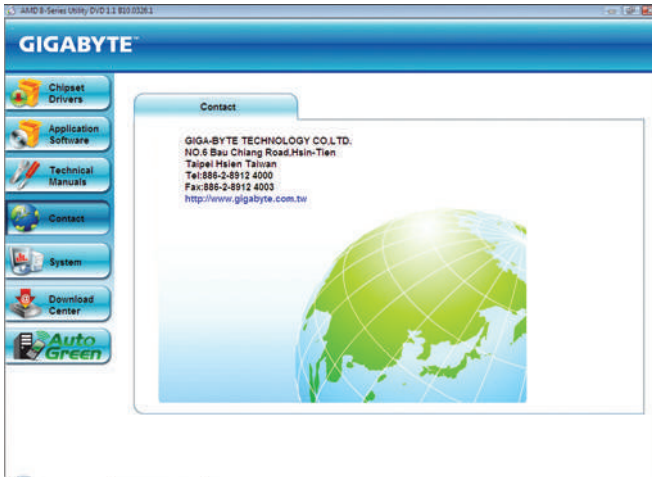 AMD 8-Series Utility DVD 1.1 B10.0326.1
GIGABYTE™
Chipset
Drivers
Application
Software
Technical
Manuals
Contact
System
Download
Center
Auto
Green
Contact
GIGA-BYTE TECHNOLOGY CO,LTD.
NO.6 Bau Chiang Road,Hsin-Tien
Taipei Hsien Taiwan
Tel:886-2-8912 4000
Fax:886-2-8912 4003
http://www.gigabyte.com.tw